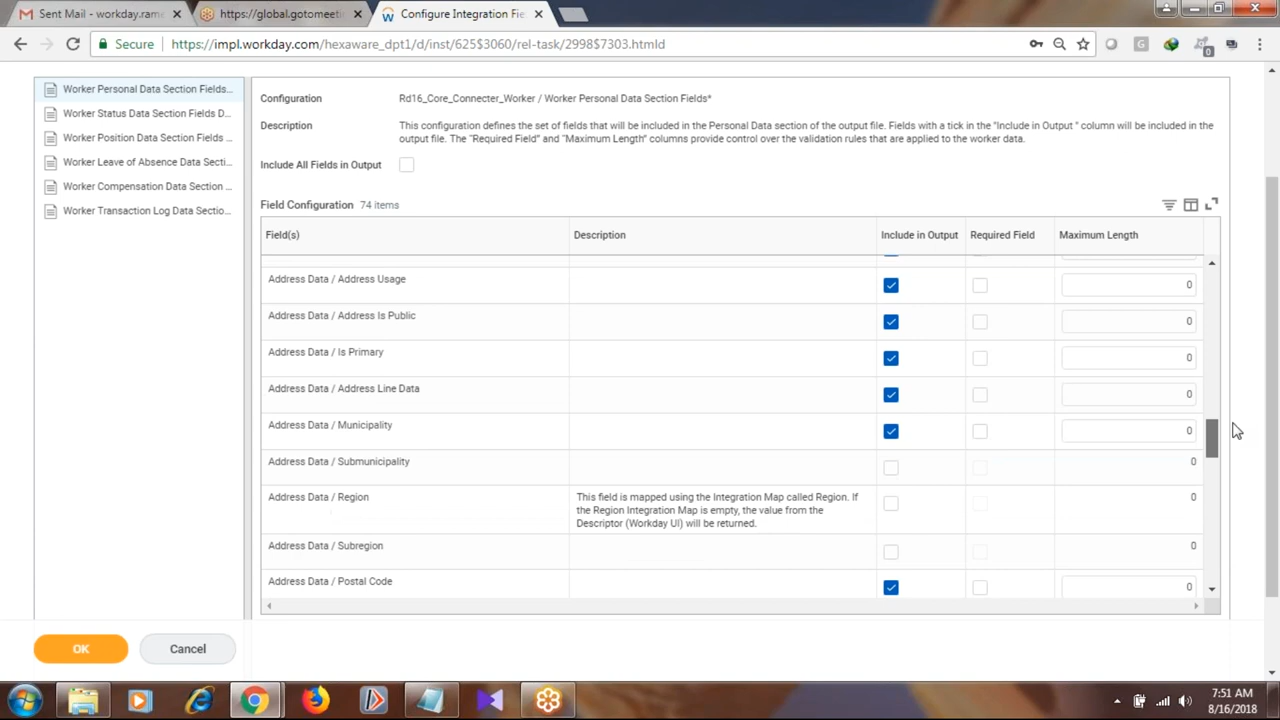 Sent Mail - workday.rame
https://global.gotomeeti
Configure Integration Fie
Secure
https://impl.workday.com/hexaware_dpt1/d/inst/625$3060/rel-task/2998$7303.htmld
Worker Personal Data Section Fields...
Worker Status Data Section Fields D...
Worker Position Data Section Fields ...
Worker Leave of Absence Data Secti...
Worker Compensation Data Section ...
Worker Transaction Log Data Sectio...
Configuration
Rd16_Core_Connecter_Worker / Worker Personal Data Section Fields*
Description
This configuration defines the set of fields that will be included in the Personal Data section of the output file. Fields with a tick in the "Include in Output " column will be included in the
output file. The "Required Field" and "Maximum Length" columns provide control over the validation rules that are applied to the worker data.
Include All Fields in Output
Field Configuration 74 items
Field(s)
Description
Include in Output
Required Field
Maximum Length
Address Data / Address Usage
0
Address Data / Address Is Public
0
Address Data / Is Primary
0
Address Data / Address Line Data
0
Address Data / Municipality
0
Address Data / Submunicipality
0
Address Data / Region
This field is mapped using the Integration Map called Region. If
the Region Integration Map is empty, the value from the
Descriptor (Workday UI) will be returned.
0
Address Data / Subregion
0
Address Data / Postal Code
0
OK
Cancel
7:51 AM
8/16/2018